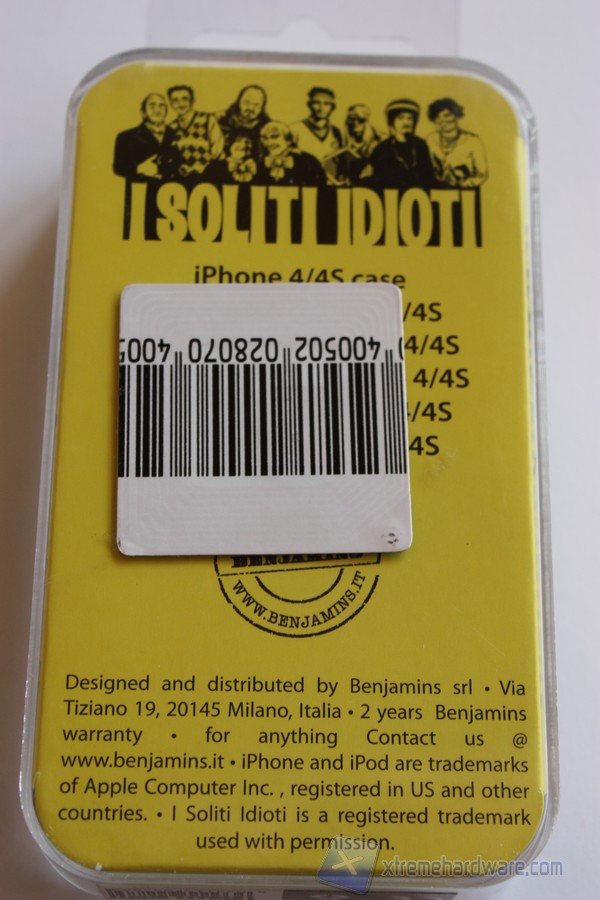 I SOLITI IDIOTI
iPhone 4/4S case
/4S
4/4S
4/4S
4/4S
4S
400502 028070 4005
BENJAMINS
WWW.BENJAMINS.IT
Designed and distributed by Benjamins srl • Via
Tiziano 19, 20145 Milano, Italia • 2 years Benjamins
warranty • for anything Contact us @
www.benjamins.it • iPhone and iPod are trademarks
of Apple Computer Inc. , registered in US and other
countries. • I Soliti Idioti is a registered trademark
used with permission.
xtremehardware.com